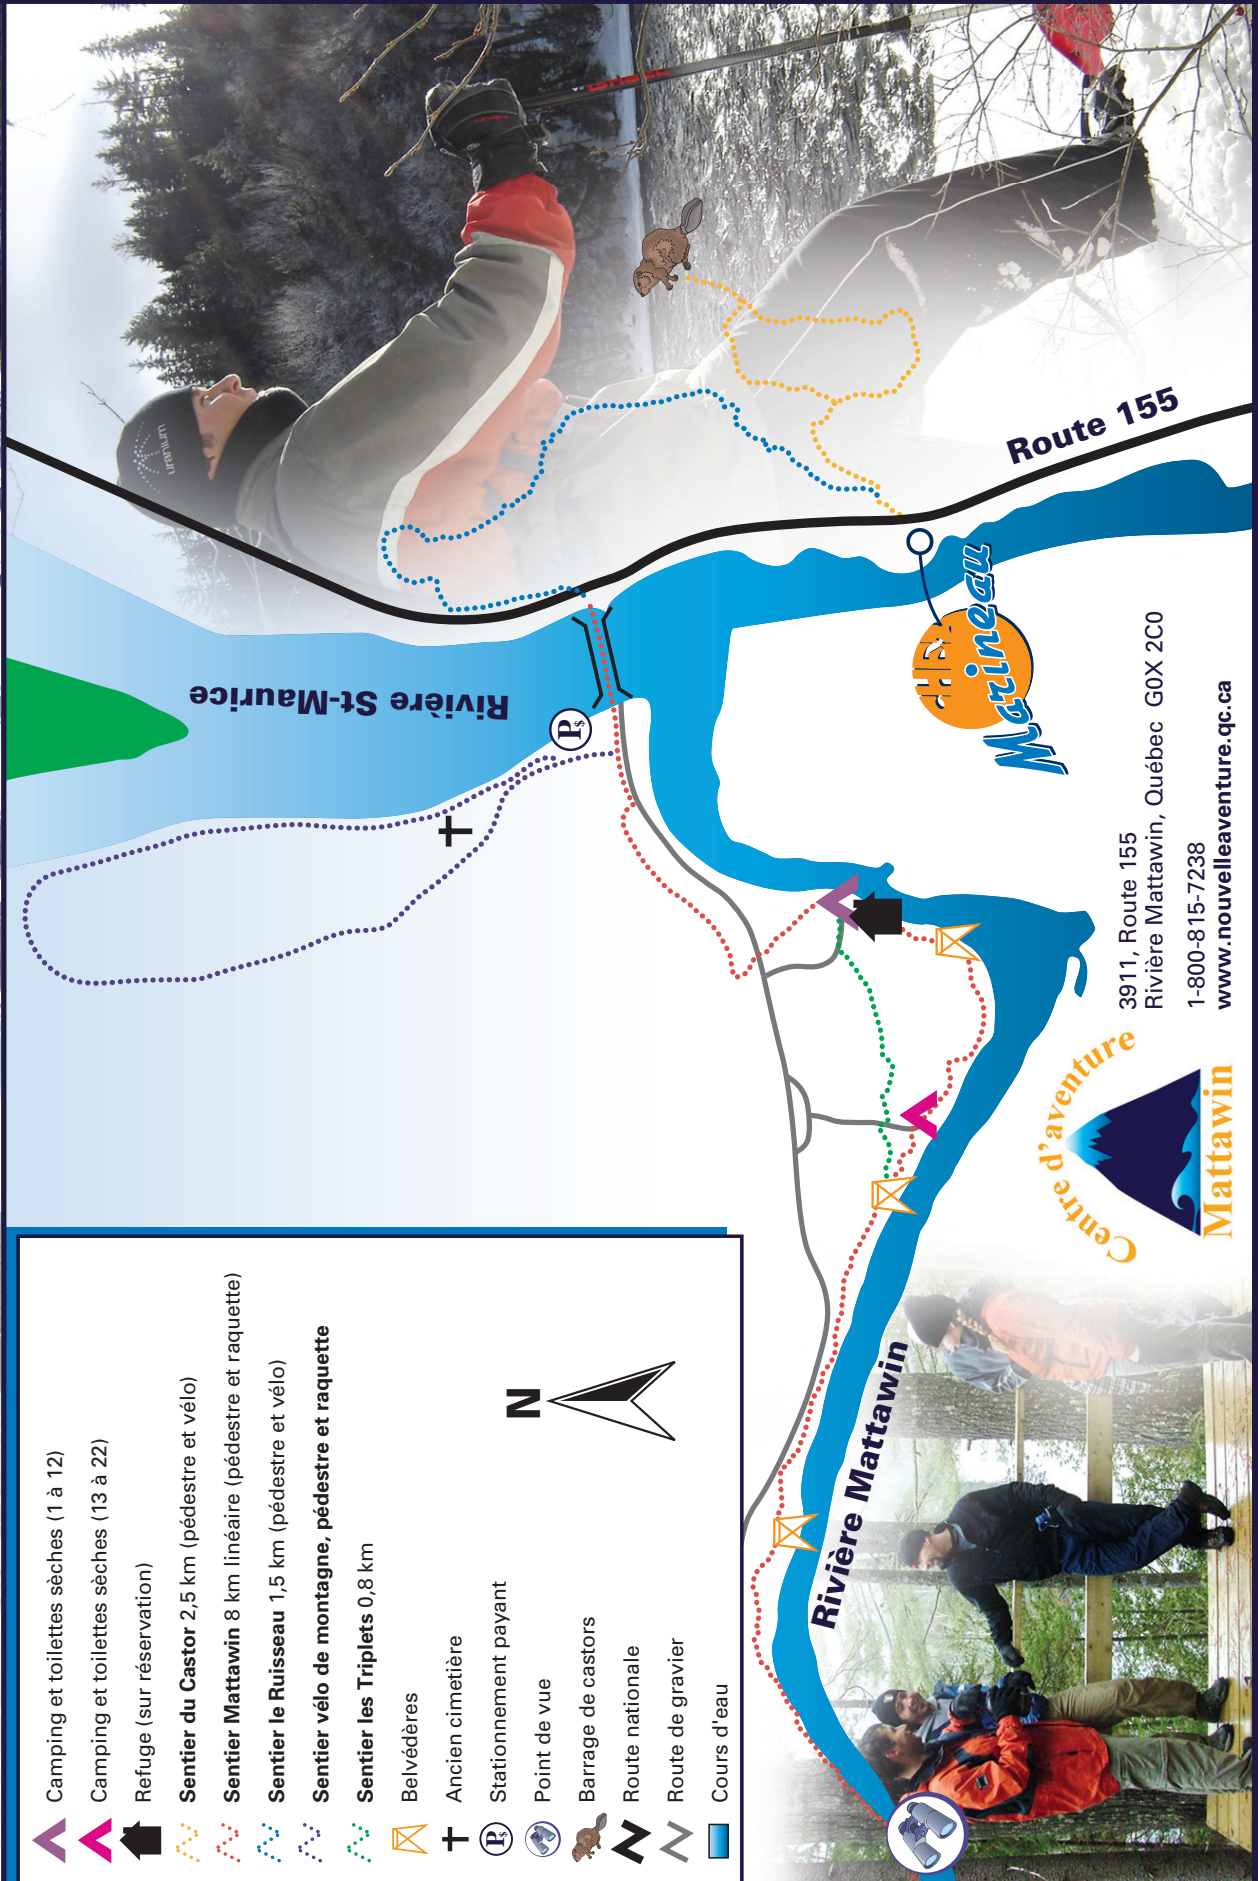 Camping et toilettes sèches (1 à 12)
Camping et toilettes sèches (13 à 22)
Refuge (sur réservation)
Sentier du Castor 2,5 km (pédestre et vélo)
Sentier Mattawin 8 km linéaire (pédestre et raquette)
Sentier le Ruisseau 1,5 km (pédestre et vélo)
Sentier vélo de montagne, pédestre et raquette
Sentier les Triplets 0,8 km
Belvédères
Ancien cimetière
P$ Stationnement payant
Point de vue
Barrage de castors
Route nationale
Route de gravier
Cours d'eau
N
Rivière St-Maurice
P$
Route 155
uranium
Rivière Mattawin
CHEZ
Marineau
Centre d'aventure
Mattawin
3911, Route 155
Rivière Mattawin, Québec G0X 2C0
1-800-815-7238
www.nouvelleaventure.qc.ca